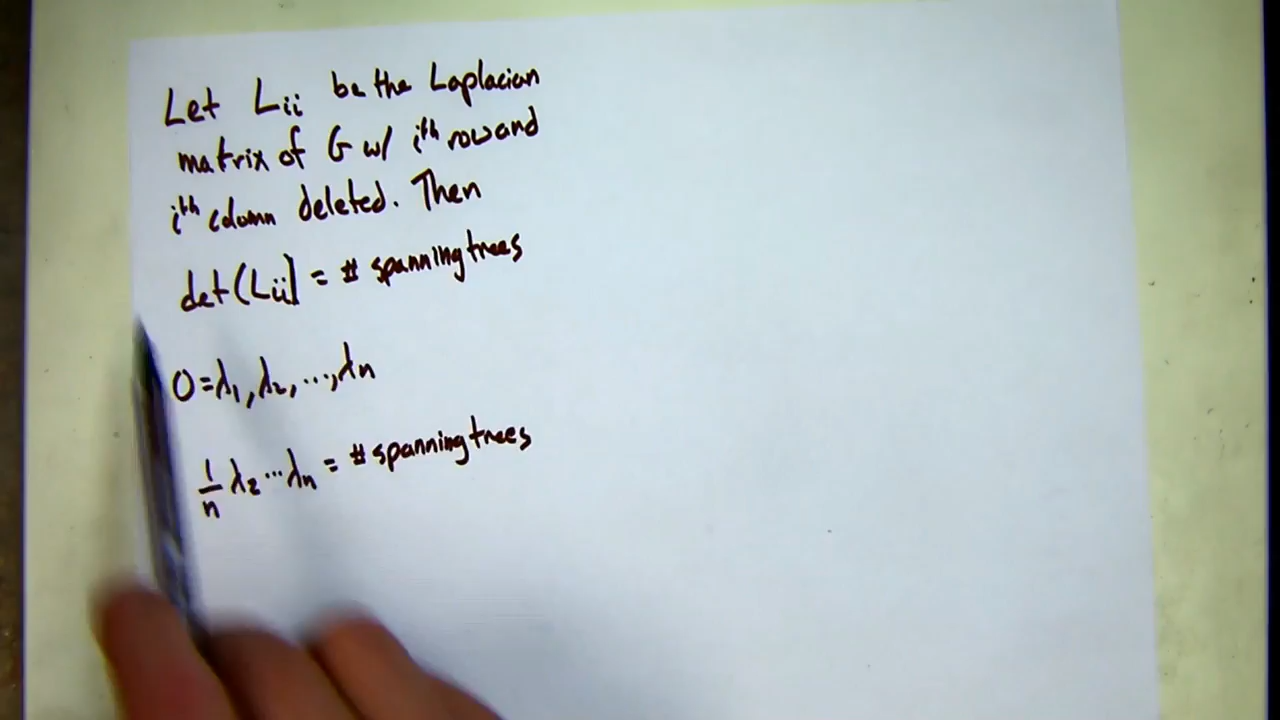 Let Lii be the Laplacian
matrix of G w/ ith row and
ith column deleted. Then
det(Lii) = # spanning trees
0=λ1, λ2, ..., λn
1/n λ2 ... λn = # spanning trees